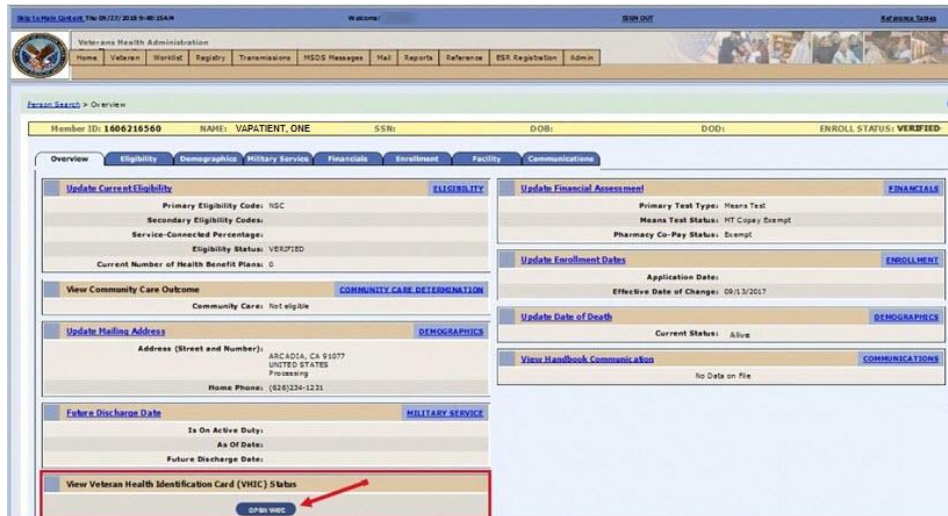 Skip to Main Content Thu 09/27/2018 9:48:15AM Welcome: SIGN OUT Reference Tables
Veterans Health Administration
Home Veteran Worklist Registry Transmissions MSDS Messages Mail Reports Reference ESR Registration Admin
Person Search > Overview
Member ID: 1606216560 NAME: VAPATIENT, ONE SSN: DOB: DOD: ENROLL STATUS: VERIFIED
Overview Eligibility Demographics Military Service Financials Enrollment Facility Communications
Update Current Eligibility ELIGIBILITY
Primary Eligibility Code: NSC
Secondary Eligibility Codes:
Service-Connected Percentage:
Eligibility Status: VERIFIED
Current Number of Health Benefit Plans: 0
View Community Care Outcome COMMUNITY CARE DETERMINATION
Community Care: Not eligible
Update Mailing Address DEMOGRAPHICS
Address (Street and Number):
ARCADIA, CA 91077
UNITED STATES
Processing
Home Phone: (626)234-1231
Future Discharge Date MILITARY SERVICE
Is On Active Duty:
As Of Date:
Future Discharge Date:
View Veteran Health Identification Card (VHIC) Status
OPEN VHIC
Update Financial Assessment FINANCIALS
Primary Test Type: Means Test
Means Test Status: MT Copay Exempt
Pharmacy Co-Pay Status: Exempt
Update Enrollment Dates ENROLLMENT
Application Date:
Effective Date of Change: 09/13/2017
Update Date of Death DEMOGRAPHICS
Current Status: Alive
View Handbook Communication COMMUNICATIONS
No Data on File